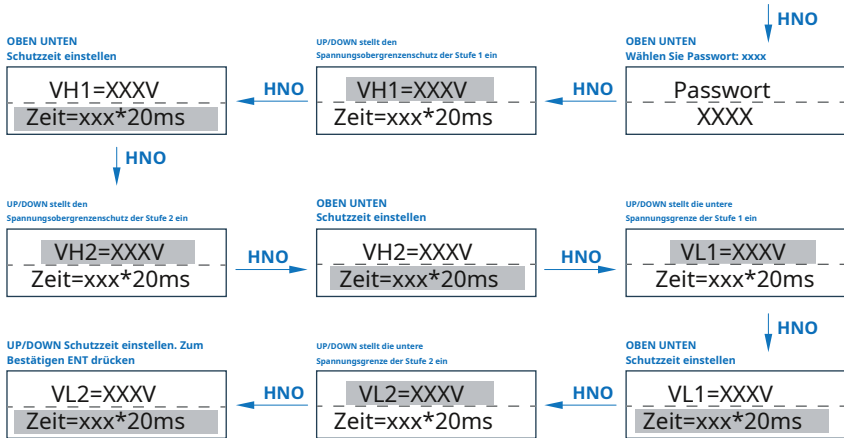 HNO
OBEN UNTEN
Wählen Sie Passwort: xxxx
Passwort
XXXX
HNO
UP/DOWN stellt den
Spannungsobergrenzenschutz der Stufe 1 ein
VH1=XXXV
Zeit=xxx*20ms
HNO
OBEN UNTEN
Schutzzeit einstellen
VH1=XXXV
Zeit=xxx*20ms
HNO
UP/DOWN stellt den
Spannungsobergrenzenschutz der Stufe 2 ein
VH2=XXXV
Zeit=xxx*20ms
HNO
OBEN UNTEN
Schutzzeit einstellen
VH2=XXXV
Zeit=xxx*20ms
HNO
UP/DOWN stellt die untere
Spannungsgrenze der Stufe 1 ein
VL1=XXXV
Zeit=xxx*20ms
HNO
OBEN UNTEN
Schutzzeit einstellen
VL1=XXXV
Zeit=xxx*20ms
HNO
UP/DOWN stellt die untere
Spannungsgrenze der Stufe 2 ein
VL2=XXXV
Zeit=xxx*20ms
HNO
UP/DOWN Schutzzeit einstellen. Zum
Bestätigen ENT drücken
VL2=XXXV
Zeit=xxx*20ms